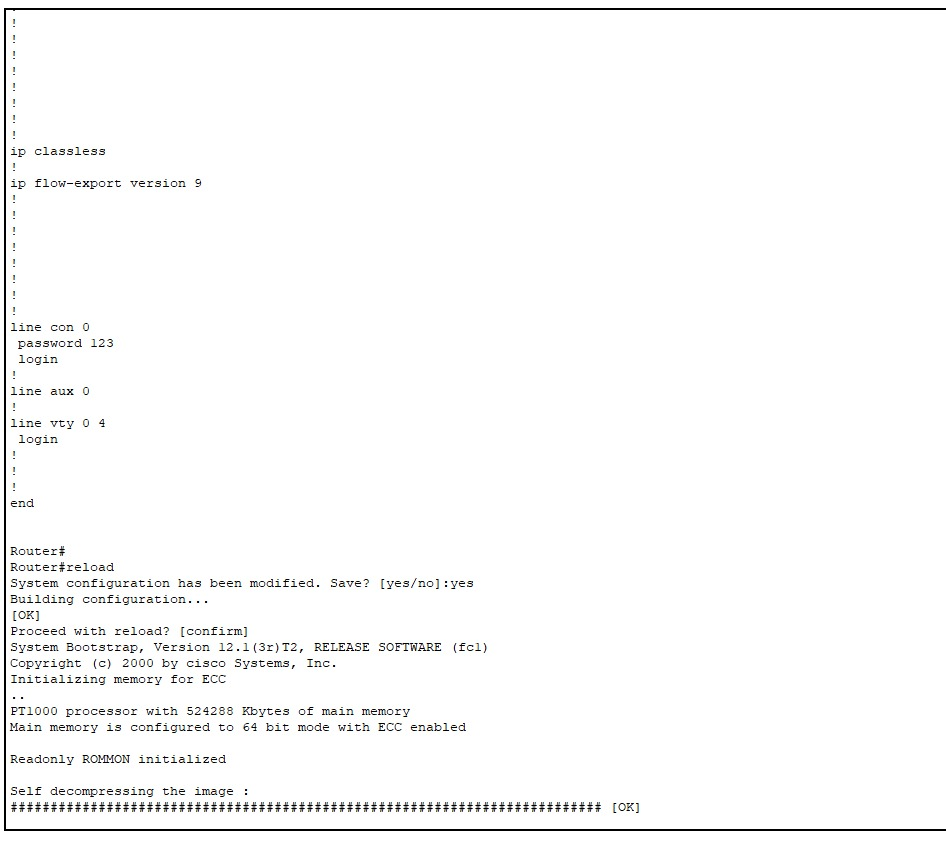 !
!
!
!
!
!
!
!
ip classless
!
ip flow-export version 9
!
!
!
!
!
!
!
!
line con 0
 password 123
 login
!
line aux 0
!
line vty 0 4
 login
!
!
!
end
Router#
Router#reload
System configuration has been modified. Save? [yes/no]:yes
Building configuration...
[OK]
Proceed with reload? [confirm]
System Bootstrap, Version 12.1(3r)T2, RELEASE SOFTWARE (fc1)
Copyright (c) 2000 by cisco Systems, Inc.
Initializing memory for ECC
..
PT1000 processor with 524288 Kbytes of main memory
Main memory is configured to 64 bit mode with ECC enabled
Readonly ROMMON initialized
Self decompressing the image :
########################################################################## [OK]